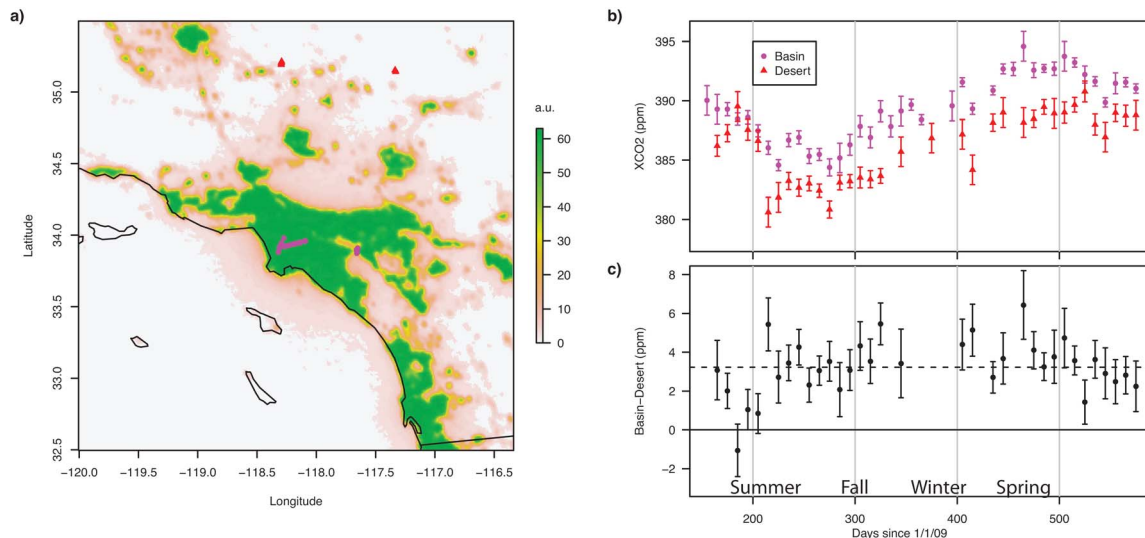 a)
Latitude
32.5 33.0 33.5 34.0 34.5 35.0
−120.0 −119.5 −119.0 −118.5 −118.0 −117.5 −117.0 −116.5
Longitude
a.u.
60
50
40
30
20
10
0
b)
XCO2 (ppm)
395
390
385
380
Basin
Desert
c)
Basin−Desert (ppm)
8
6
4
2
0
−2
Summer Fall Winter Spring
200 300 400 500
Days since 1/1/09